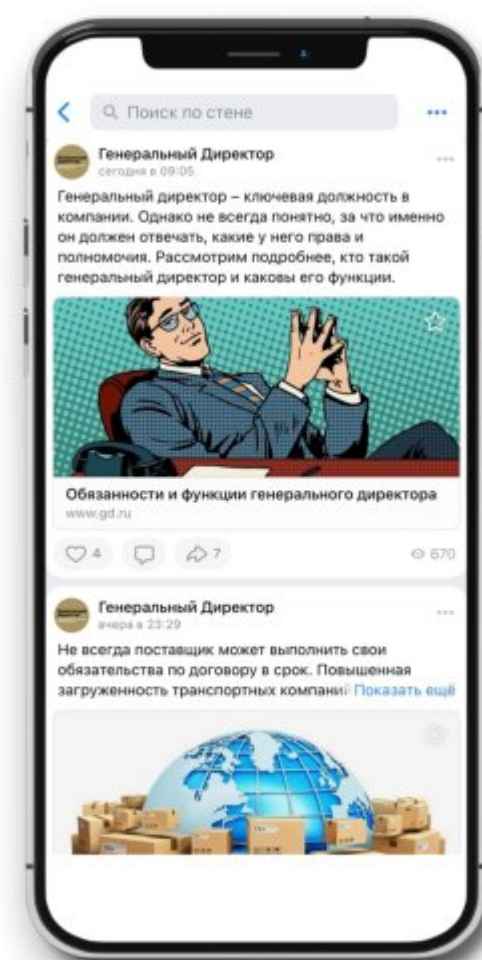 Поиск по стене
Генеральный Директор
сегодня в 09:05
Генеральный директор – ключевая должность в
компании. Однако не всегда понятно, за что именно
он должен отвечать, какие у него права и
полномочия. Рассмотрим подробнее, кто такой
генеральный директор и каковы его функции.
Обязанности и функции генерального директора
www.gd.ru
4
7
670
Генеральный Директор
вчера в 23:29
Не всегда поставщик может выполнить свои
обязательства по договору в срок. Повышенная
загруженность транспортных компаний Показать ещё